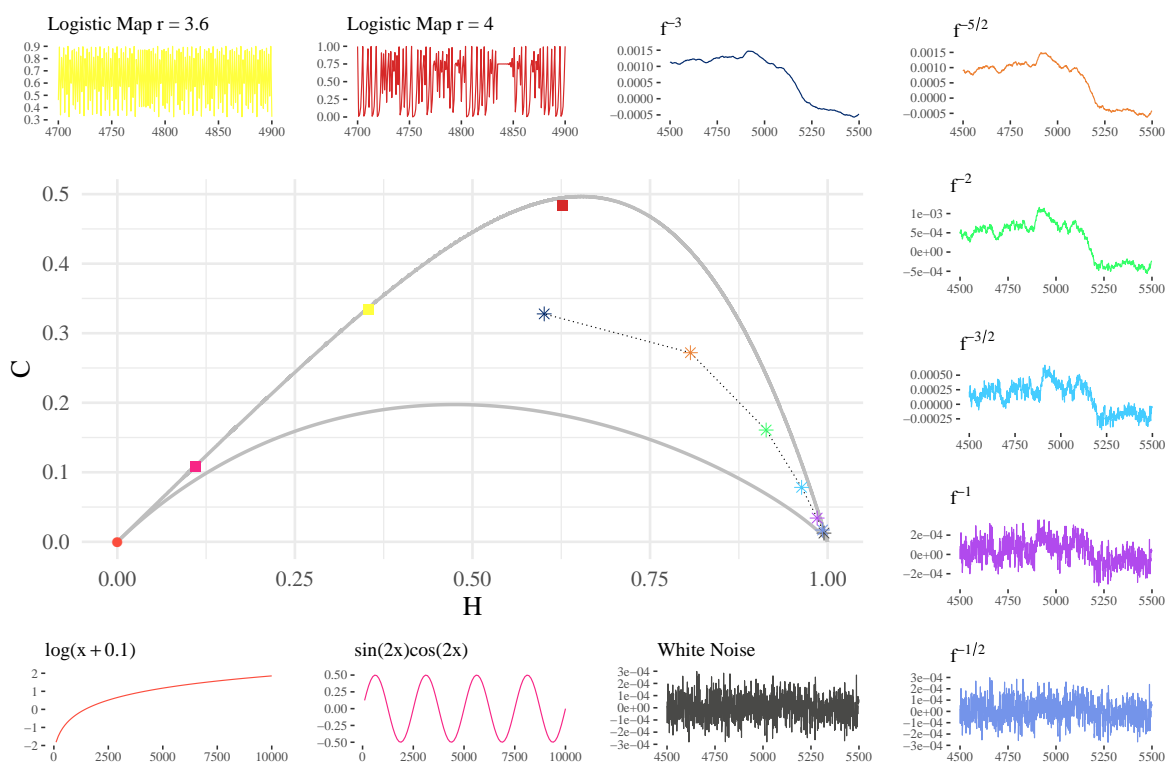 Logistic Map r = 3.6
0.9
0.8
0.7
0.6
0.5
0.4
0.3
4700 4750 4800 4850 4900
Logistic Map r = 4
1.00
0.75
0.50
0.25
0.00
4700 4750 4800 4850 4900
f⁻³
0.0015
0.0010
0.0005
0.0000
−0.0005
4500 4750 5000 5250 5500
f⁻⁵ᐟ²
0.0015
0.0010
0.0005
0.0000
−0.0005
4500 4750 5000 5250 5500
C
0.5
0.4
0.3
0.2
0.1
0.0
0.00 0.25 0.50 0.75 1.00
H
f⁻²
1e−03
5e−04
0e+00
−5e−04
4500 4750 5000 5250 5500
f⁻³ᐟ²
0.00050
0.00025
0.00000
−0.00025
4500 4750 5000 5250 5500
f⁻¹
2e−04
0e+00
−2e−04
4500 4750 5000 5250 5500
log(x + 0.1)
2
1
0
−1
−2
0 2500 5000 7500 10000
sin(2x)cos(2x)
0.50
0.25
0.00
−0.25
−0.50
0 2500 5000 7500 10000
White Noise
3e−04
2e−04
1e−04
0e+00
−1e−04
−2e−04
−3e−04
4500 4750 5000 5250 5500
f⁻¹ᐟ²
3e−04
2e−04
1e−04
0e+00
−1e−04
−2e−04
−3e−04
4500 4750 5000 5250 5500